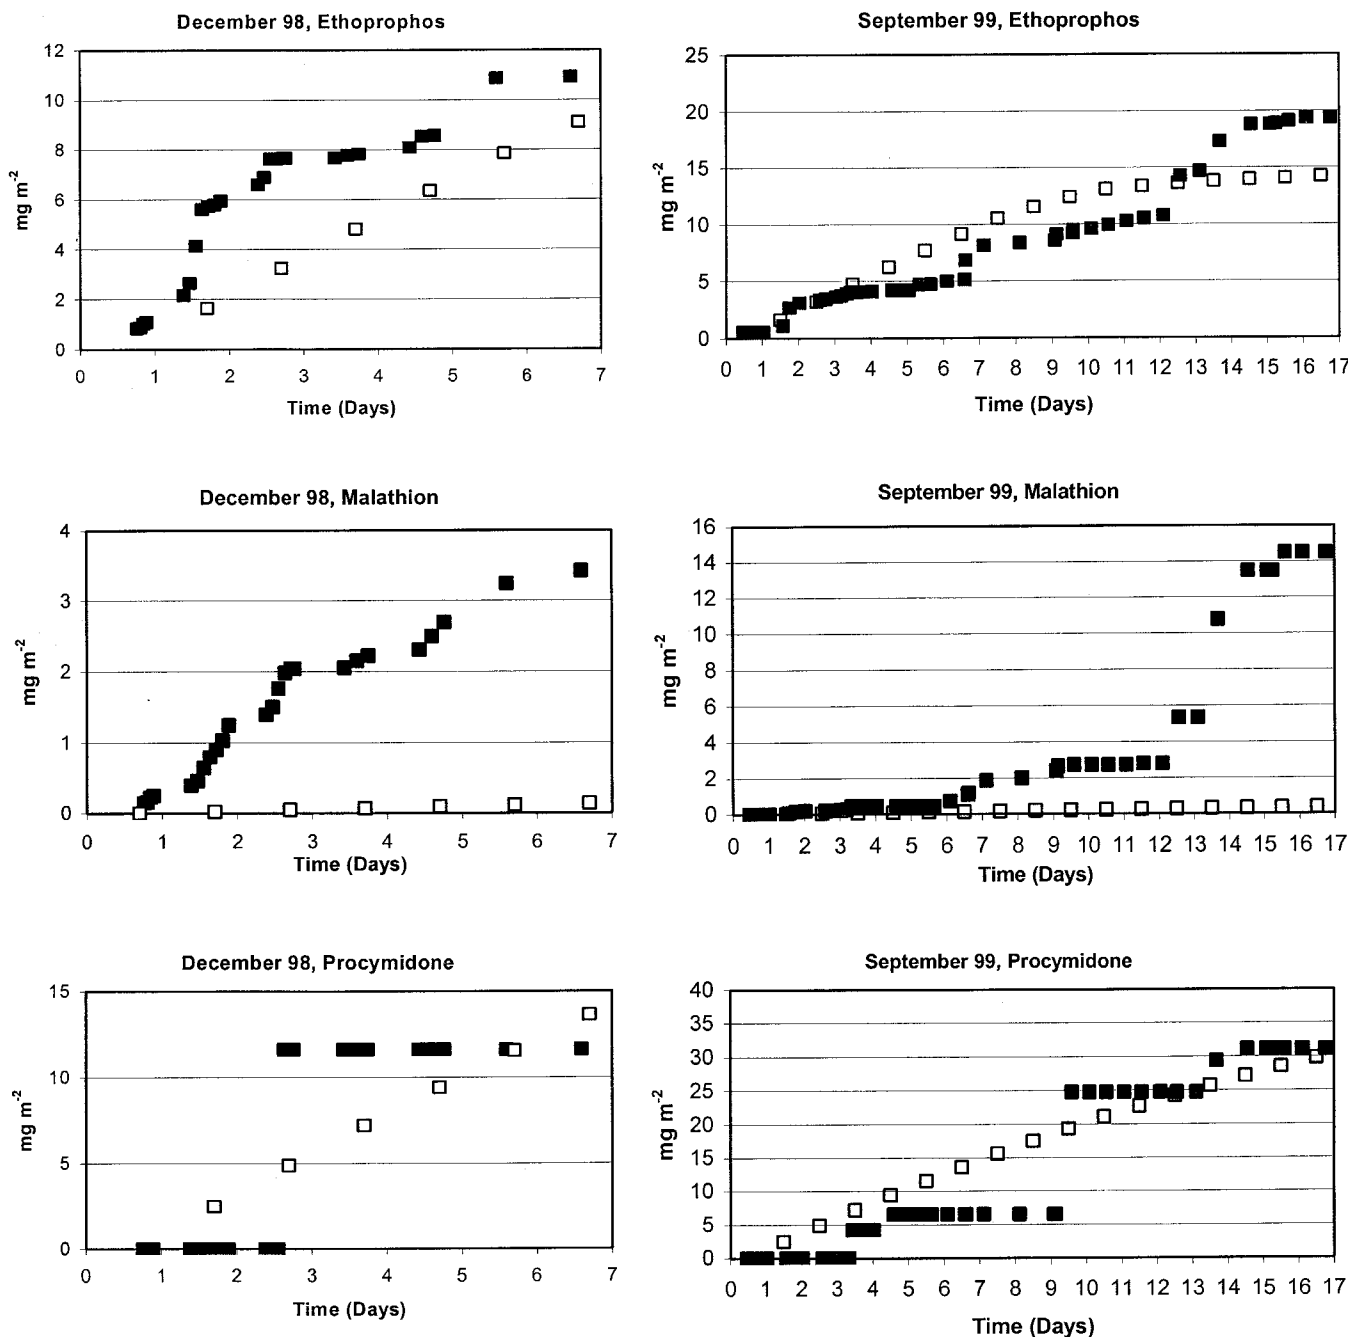 December 98, Ethoprophos
12
10
8
6
4
2
0
mg m-2
0 1 2 3 4 5 6 7
Time (Days)
September 99, Ethoprophos
25
20
15
10
5
0
mg m-2
0 1 2 3 4 5 6 7 8 9 10 11 12 13 14 15 16 17
Time (Days)
December 98, Malathion
4
3
2
1
0
mg m-2
0 1 2 3 4 5 6 7
Time (Days)
September 99, Malathion
16
14
12
10
8
6
4
2
0
mg m-2
0 1 2 3 4 5 6 7 8 9 10 11 12 13 14 15 16 17
Time (Days)
December 98, Procymidone
15
10
5
0
mg m-2
0 1 2 3 4 5 6 7
Time (Days)
September 99, Procymidone
40
35
30
25
20
15
10
5
0
mg m-2
0 1 2 3 4 5 6 7 8 9 10 11 12 13 14 15 16 17
Time (Days)